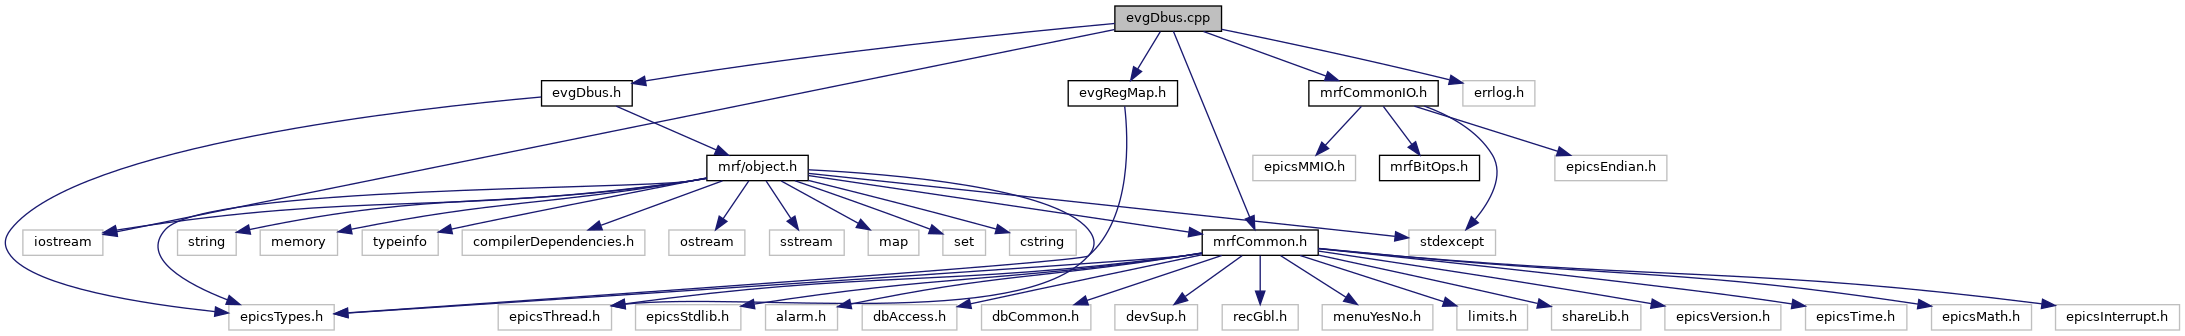 evgDbus.cpp
evgDbus.h
evgRegMap.h
mrfCommonIO.h
errlog.h
mrf/object.h
epicsMMIO.h
mrfBitOps.h
epicsEndian.h
iostream
string
memory
typeinfo
compilerDependencies.h
ostream
sstream
map
set
cstring
mrfCommon.h
stdexcept
epicsTypes.h
epicsThread.h
epicsStdlib.h
alarm.h
dbAccess.h
dbCommon.h
devSup.h
recGbl.h
menuYesNo.h
limits.h
shareLib.h
epicsVersion.h
epicsTime.h
epicsMath.h
epicsInterrupt.h